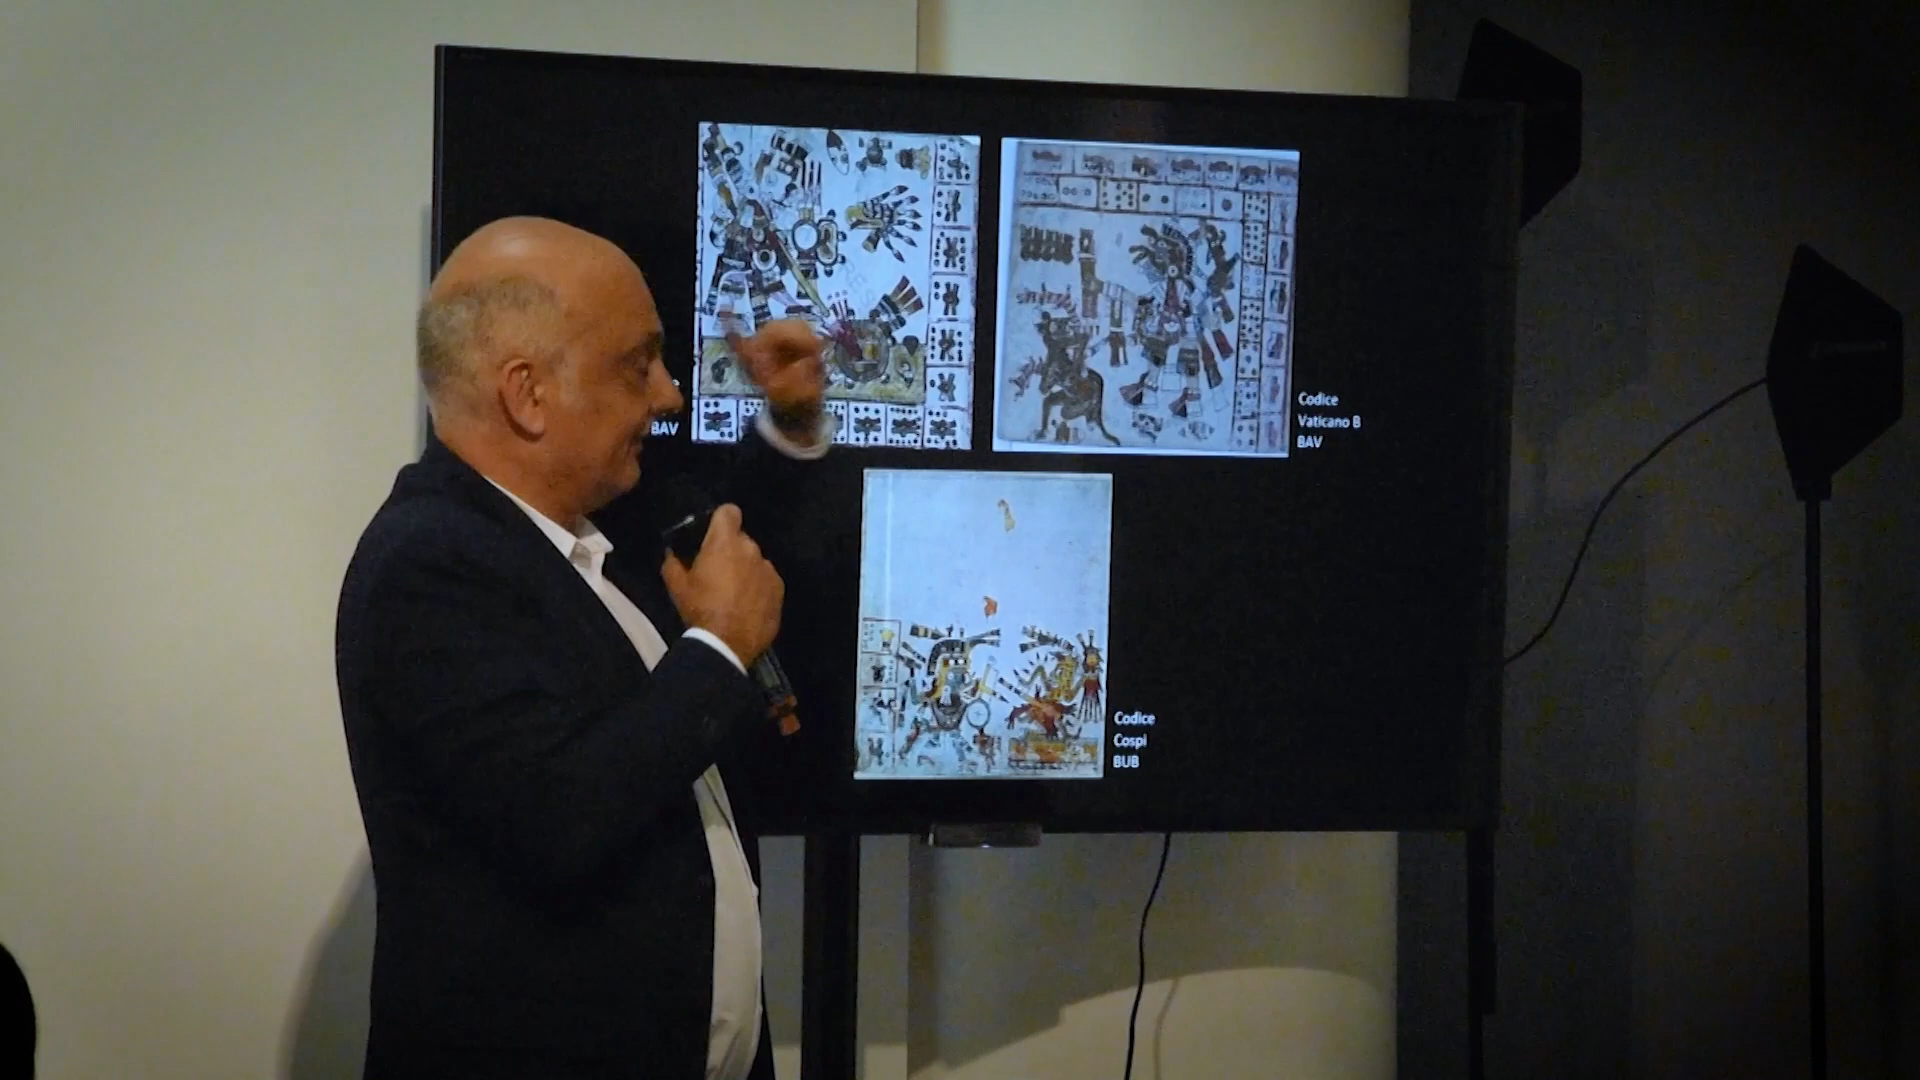 BAV
Codice
Vaticano B
BAV
Codice
Cospi
BUB